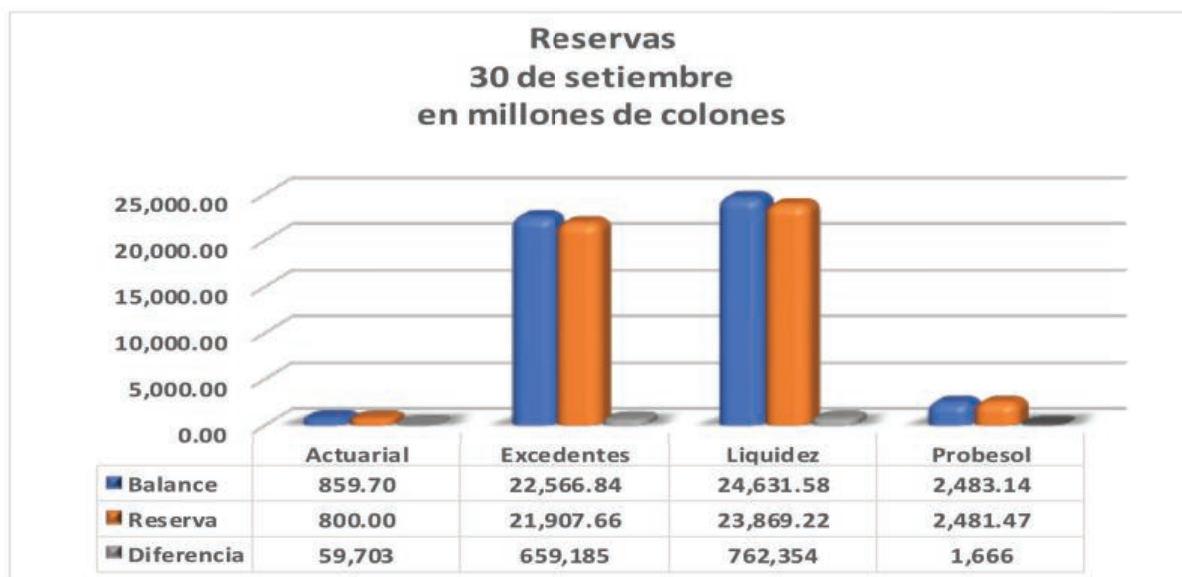 Reservas
30 de setiembre
en millones de colones
25,000.00
20,000.00
15,000.00
10,000.00
5,000.00
0.00
Actuarial Excedentes Liquidez Probesol
Balance 859.70 22,566.84 24,631.58 2,483.14
Reserva 800.00 21,907.66 23,869.22 2,481.47
Diferencia 59,703 659,185 762,354 1,666